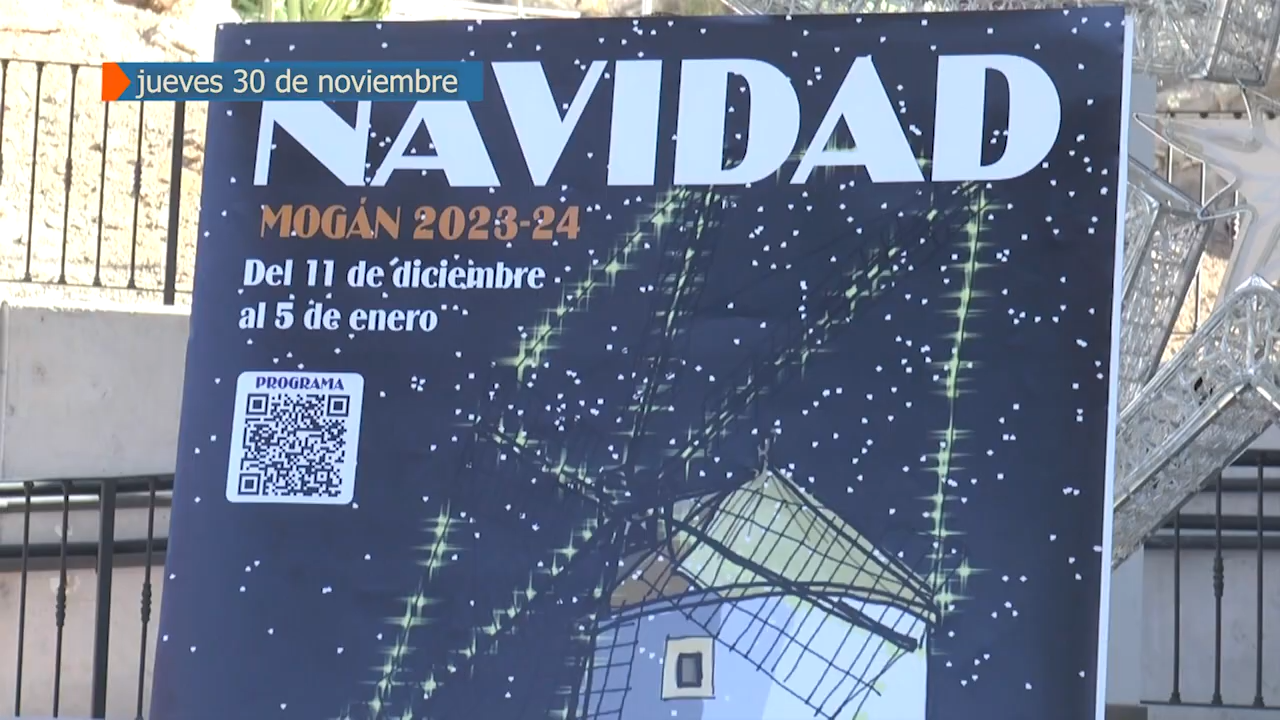 jueves 30 de noviembre
NAVIDAD
MOGÁN 2023-24
Del 11 de diciembre
al 5 de enero
PROGRAMA